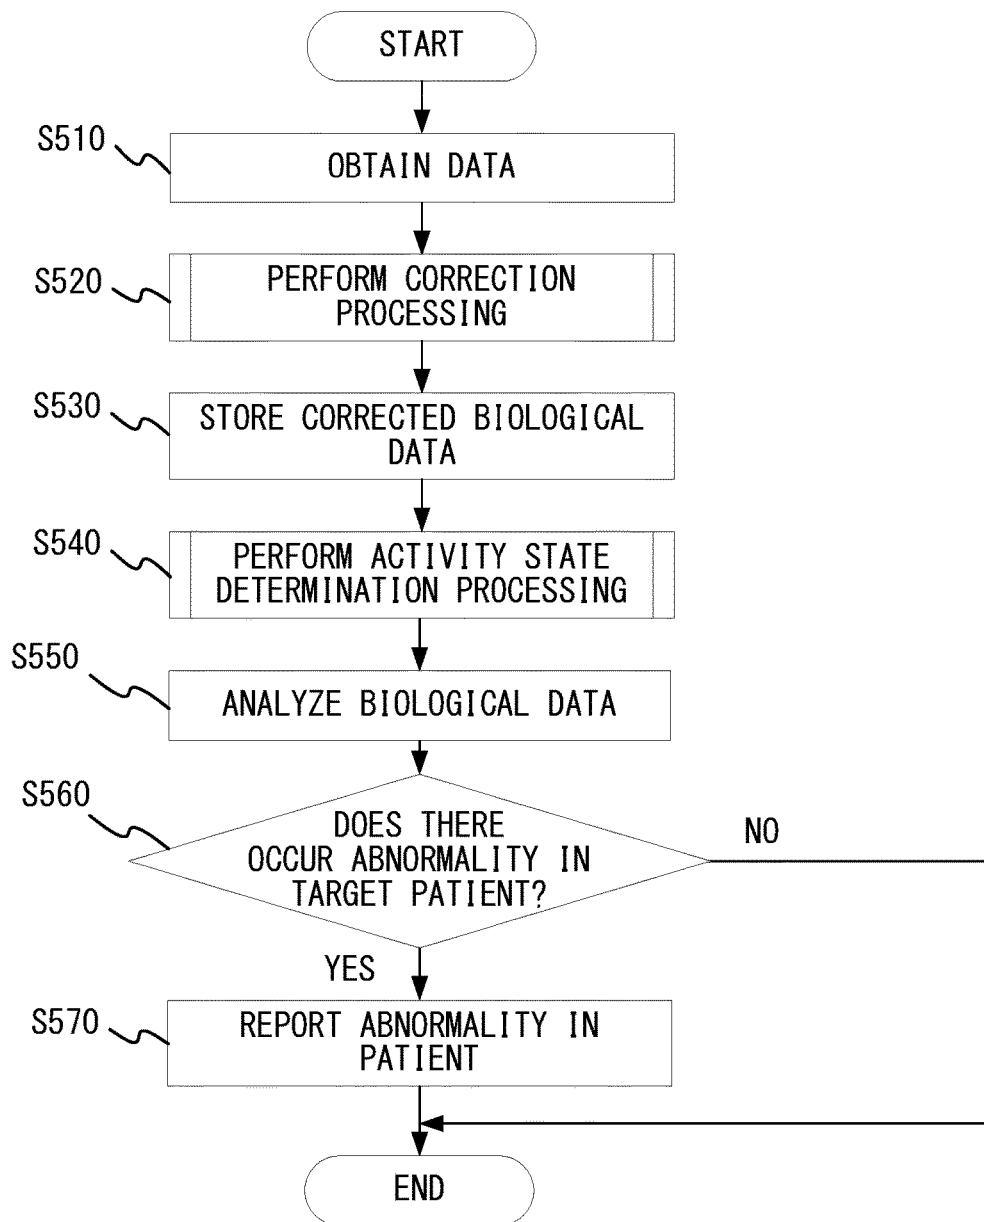 START
S510
OBTAIN DATA
S520
PERFORM CORRECTION
PROCESSING
S530
STORE CORRECTED BIOLOGICAL
DATA
S540
PERFORM ACTIVITY STATE
DETERMINATION PROCESSING
S550
ANALYZE BIOLOGICAL DATA
S560
DOES THERE
OCCUR ABNORMALITY IN
TARGET PATIENT?
NO
YES
S570
REPORT ABNORMALITY IN
PATIENT
END